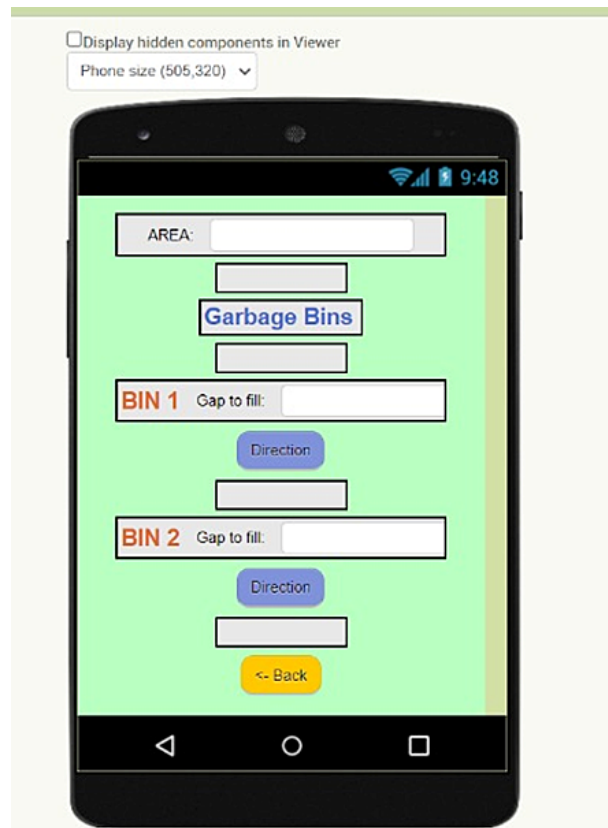 Display hidden components in Viewer
Phone size (505,320)
9:48
AREA:
Garbage Bins
BIN 1 Gap to fill:
Direction
BIN 2 Gap to fill:
Direction
<- Back